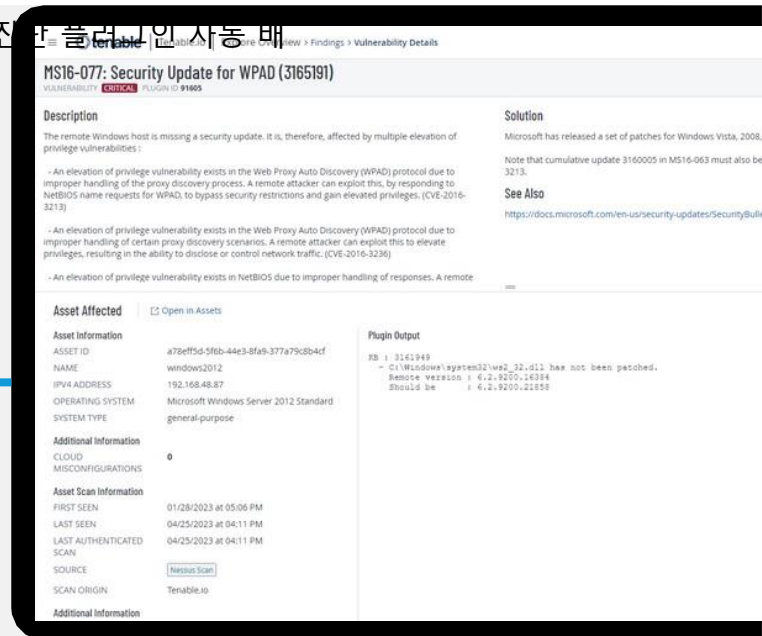 진단 플러그인 자동 배
tenable | Tenable.io Explore Overview > Findings > Vulnerability Details
MS16-077: Security Update for WPAD (3165191)
VULNERABILITY CRITICAL PLUGIN ID 91605
Description
The remote Windows host is missing a security update. It is, therefore, affected by multiple elevation of
privilege vulnerabilities :
- An elevation of privilege vulnerability exists in the Web Proxy Auto Discovery (WPAD) protocol due to
improper handling of the proxy discovery process. A remote attacker can exploit this, by responding to
NetBIOS name requests for WPAD, to bypass security restrictions and gain elevated privileges. (CVE-2016-
3213)
- An elevation of privilege vulnerability exists in the Web Proxy Auto Discovery (WPAD) protocol due to
improper handling of certain proxy discovery scenarios. A remote attacker can exploit this to elevate
privileges, resulting in the ability to disclose or control network traffic. (CVE-2016-3236)
- An elevation of privilege vulnerability exists in NetBIOS due to improper handling of responses. A remote
Solution
Microsoft has released a set of patches for Windows Vista, 2008,
Note that cumulative update 3160005 in MS16-063 must also be
3213.
See Also
https://docs.microsoft.com/en-us/security-updates/SecurityBulle
Asset Affected Open in Assets
Asset Information
ASSET ID a78eff5d-5f6b-44e3-8fa9-377a79c8b4cf
NAME windows2012
IPV4 ADDRESS 192.168.48.87
OPERATING SYSTEM Microsoft Windows Server 2012 Standard
SYSTEM TYPE general-purpose
Additional Information
CLOUD 0
MISCONFIGURATIONS
Asset Scan Information
FIRST SEEN 01/28/2023 at 05:06 PM
LAST SEEN 04/25/2023 at 04:11 PM
LAST AUTHENTICATED 04/25/2023 at 04:11 PM
SCAN
SOURCE Nessus Scan
SCAN ORIGIN Tenable.io
Additional Information
Plugin Output
KB : 3161949
- C:\Windows\system32\ws2_32.dll has not been patched.
Remote version : 6.2.9200.16384
Should be : 6.2.9200.21858